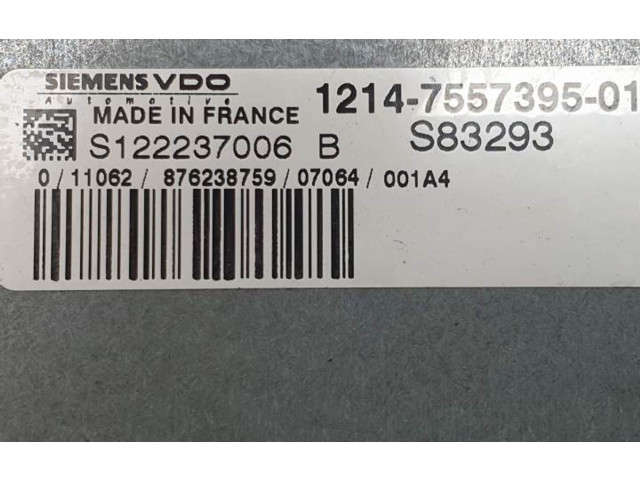 SIEMENS VDO
Automotive
MADE IN FRANCE
1214-7557395-01
S122237006 B
S83293
0/11062/876238759/07064/001A4